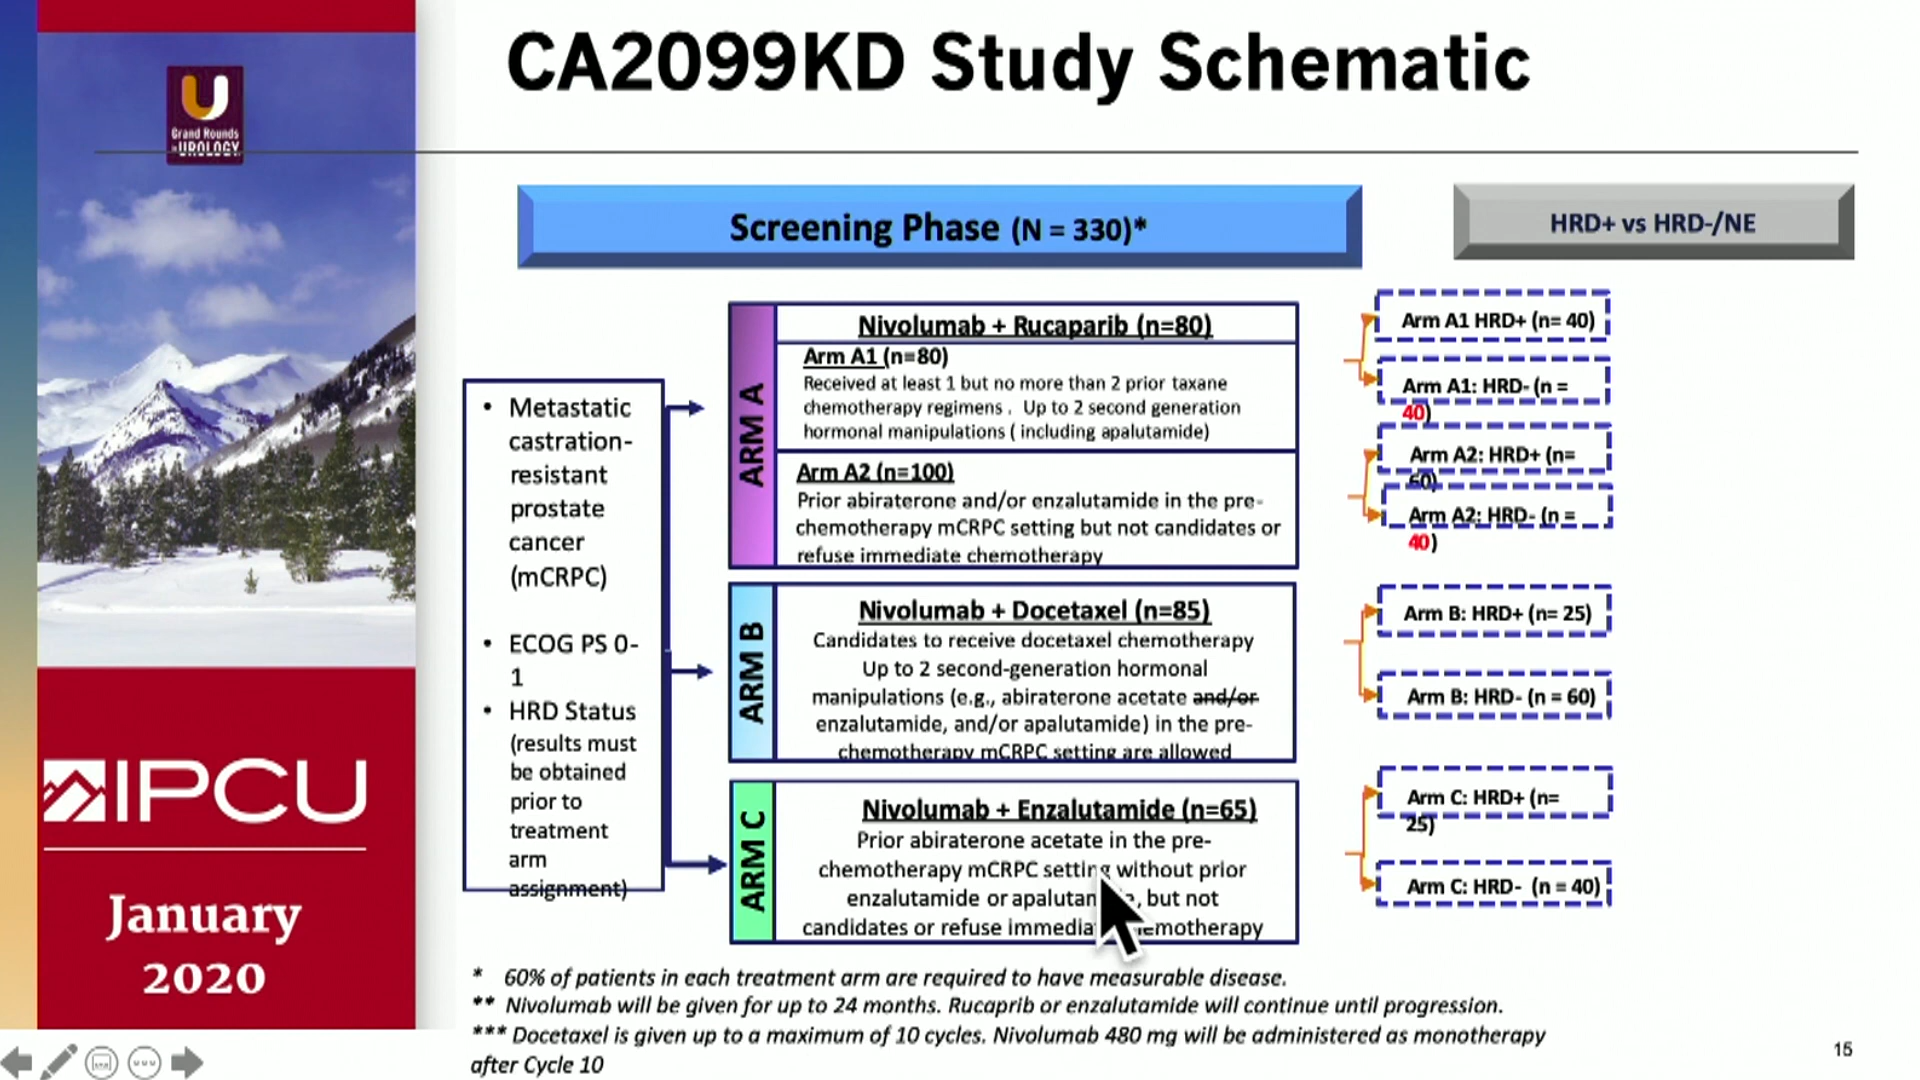 CA2099KD Study Schematic
Grand Rounds
in UROLOGY
Screening Phase (N = 330)*
HRD+ vs HRD-/NE
• Metastatic
castration-
resistant
prostate
cancer
(mCRPC)
• ECOG PS 0-
1
• HRD Status
(results must
be obtained
prior to
treatment
arm
assignment)
ARM A
Nivolumab + Rucaparib (n=80)
Arm A1 (n=80)
Received at least 1 but no more than 2 prior taxane
chemotherapy regimens . Up to 2 second generation
hormonal manipulations ( including apalutamide)
Arm A2 (n=100)
Prior abiraterone and/or enzalutamide in the pre-
chemotherapy mCRPC setting but not candidates or
refuse immediate chemotherapy
ARM B
Nivolumab + Docetaxel (n=85)
Candidates to receive docetaxel chemotherapy
Up to 2 second-generation hormonal
manipulations (e.g., abiraterone acetate and/or
enzalutamide, and/or apalutamide) in the pre-
chemotherapy mCRPC setting are allowed
ARM C
Nivolumab + Enzalutamide (n=65)
Prior abiraterone acetate in the pre-
chemotherapy mCRPC setting without prior
enzalutamide or apalutamide, but not
candidates or refuse immediate chemotherapy
Arm A1 HRD+ (n= 40)
Arm A1: HRD- (n =
40)
Arm A2: HRD+ (n=
60)
Arm A2: HRD- (n =
40)
Arm B: HRD+ (n= 25)
Arm B: HRD- (n = 60)
Arm C: HRD+ (n=
25)
Arm C: HRD- (n = 40)
IPCU
January
2020
* 60% of patients in each treatment arm are required to have measurable disease.
** Nivolumab will be given for up to 24 months. Rucaprib or enzalutamide will continue until progression.
*** Docetaxel is given up to a maximum of 10 cycles. Nivolumab 480 mg will be administered as monotherapy
after Cycle 10
15